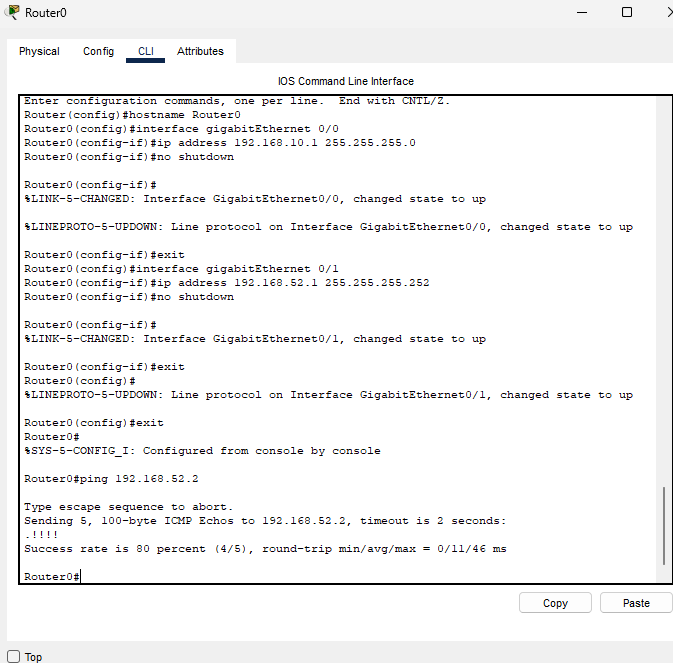 Router0
Physical Config CLI Attributes
IOS Command Line Interface
Enter configuration commands, one per line.  End with CNTL/Z.
Router(config)#hostname Router0
Router0(config)#interface gigabitEthernet 0/0
Router0(config-if)#ip address 192.168.10.1 255.255.255.0
Router0(config-if)#no shutdown
Router0(config-if)#
%LINK-5-CHANGED: Interface GigabitEthernet0/0, changed state to up
%LINEPROTO-5-UPDOWN: Line protocol on Interface GigabitEthernet0/0, changed state to up
Router0(config-if)#exit
Router0(config)#interface gigabitEthernet 0/1
Router0(config-if)#ip address 192.168.52.1 255.255.255.252
Router0(config-if)#no shutdown
Router0(config-if)#
%LINK-5-CHANGED: Interface GigabitEthernet0/1, changed state to up
Router0(config-if)#exit
Router0(config)#
%LINEPROTO-5-UPDOWN: Line protocol on Interface GigabitEthernet0/1, changed state to up
Router0(config)#exit
Router0#
%SYS-5-CONFIG_I: Configured from console by console
Router0#ping 192.168.52.2
Type escape sequence to abort.
Sending 5, 100-byte ICMP Echos to 192.168.52.2, timeout is 2 seconds:
.!!!!
Success rate is 80 percent (4/5), round-trip min/avg/max = 0/11/46 ms
Router0#
Copy Paste
Top